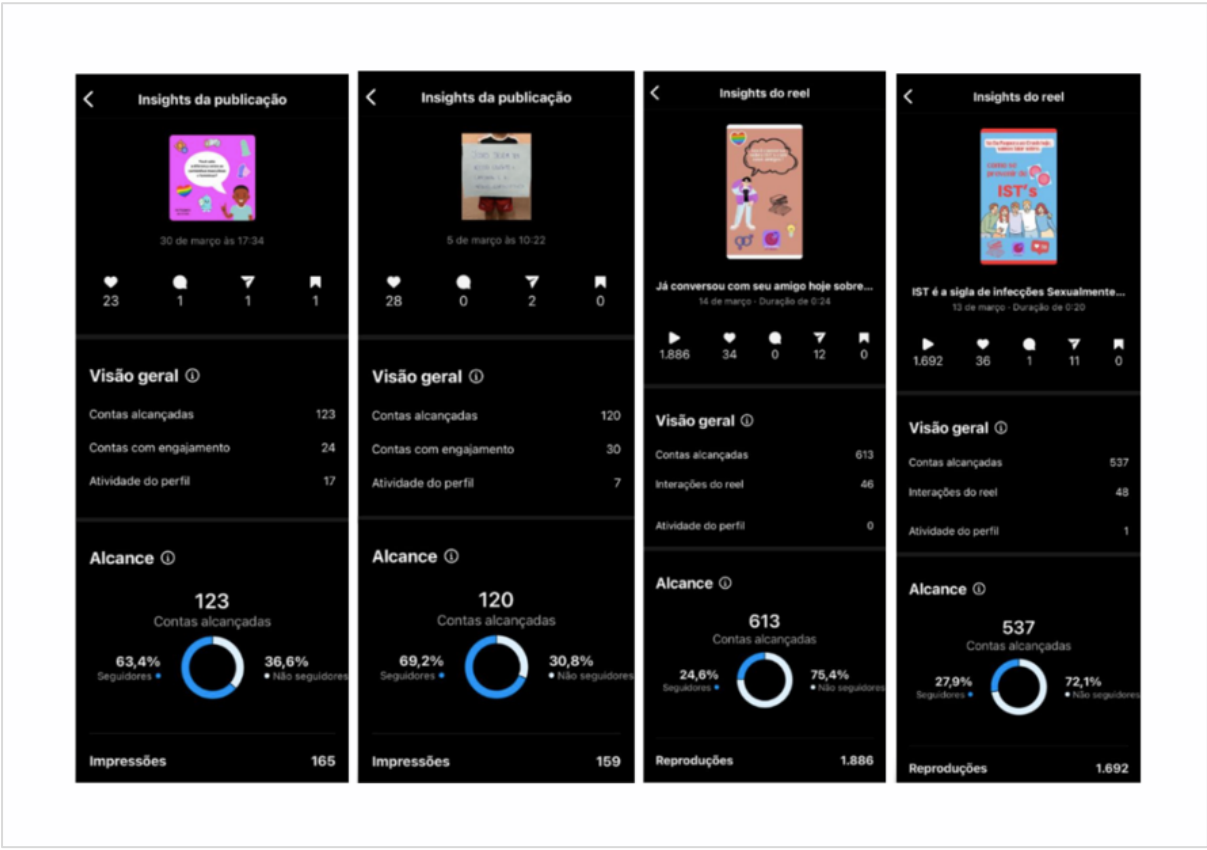 Insights da publicação
30 de março às 17:34
23 1 1 1
Visão geral
Contas alcançadas 123
Contas com engajamento 24
Atividade do perfil 17
Alcance
123
Contas alcançadas
63,4% 36,6%
Seguidores Não seguidores
Impressões 165
Insights da publicação
5 de março às 10:22
28 0 2 0
Visão geral
Contas alcançadas 120
Contas com engajamento 30
Atividade do perfil 7
Alcance
120
Contas alcançadas
69,2% 30,8%
Seguidores Não seguidores
Impressões 159
Insights do reel
Já conversou com seu amigo hoje sobre...
14 de março · Duração de 0:24
1.886 34 0 12 0
Visão geral
Contas alcançadas 613
Interações do reel 46
Atividade do perfil 0
Alcance
613
Contas alcançadas
24,6% 75,4%
Seguidores Não seguidores
Reproduções 1.886
Insights do reel
como se
prevenir de
IST's
IST é a sigla de infecções Sexualmente...
13 de março · Duração de 0:20
1.692 36 1 11 0
Visão geral
Contas alcançadas 537
Interações do reel 48
Atividade do perfil 1
Alcance
537
Contas alcançadas
27,9% 72,1%
Seguidores Não seguidores
Reproduções 1.692